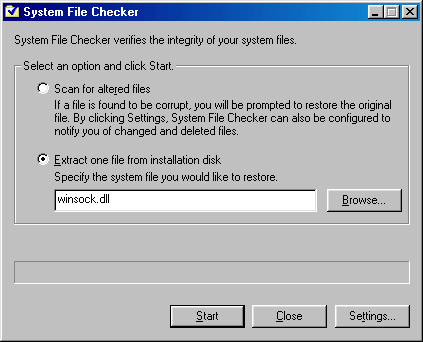 System File Checker
System File Checker verifies the integrity of your system files.
Select an option and click Start.
Scan for altered files
If a file is found to be corrupt, you will be prompted to restore the original
file. By clicking Settings, System File Checker can also be configured to
notify you of changed and deleted files.
Extract one file from installation disk
Specify the system file you would like to restore.
winsock.dll
Browse...
Start
Close
Settings...